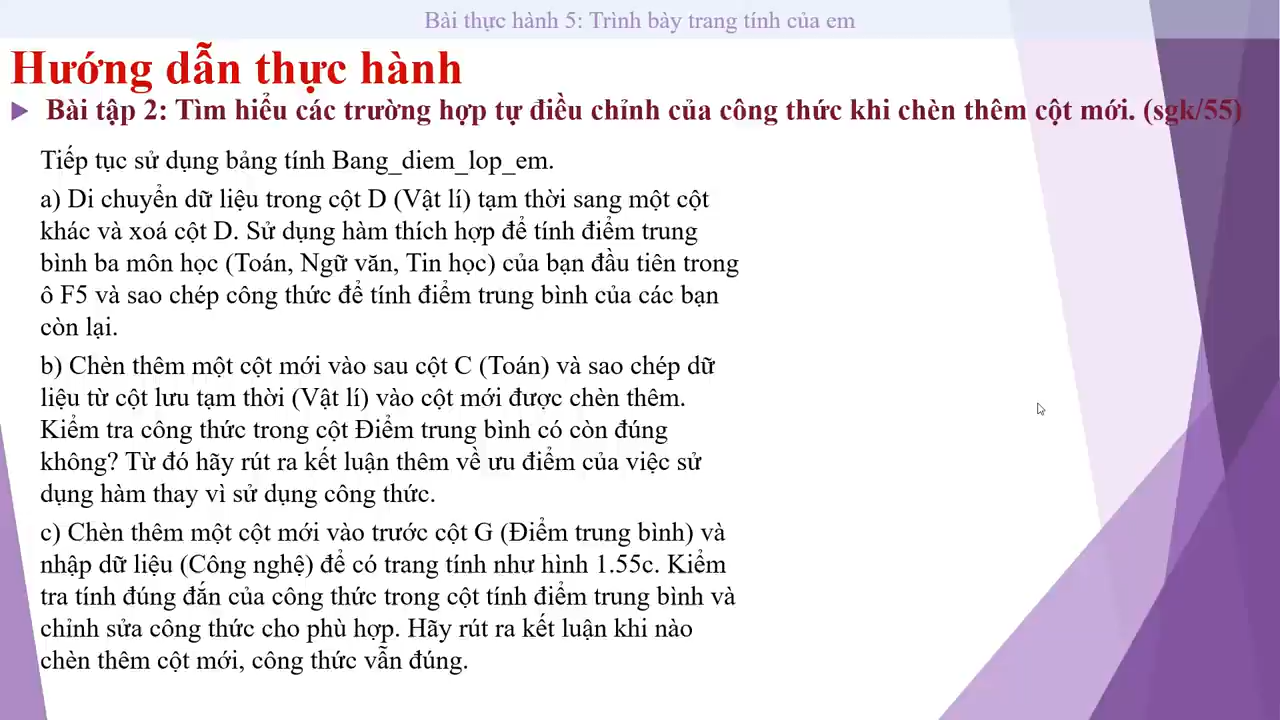 Bài thực hành 5: Trình bày trang tính của em
Hướng dẫn thực hành
Bài tập 2: Tìm hiểu các trường hợp tự điều chỉnh của công thức khi chèn thêm cột mới. (sgk/55)
Tiếp tục sử dụng bảng tính Bang_diem_lop_em.
a) Di chuyển dữ liệu trong cột D (Vật lí) tạm thời sang một cột
khác và xoá cột D. Sử dụng hàm thích hợp để tính điểm trung
bình ba môn học (Toán, Ngữ văn, Tin học) của bạn đầu tiên trong
ô F5 và sao chép công thức để tính điểm trung bình của các bạn
còn lại.
b) Chèn thêm một cột mới vào sau cột C (Toán) và sao chép dữ
liệu từ cột lưu tạm thời (Vật lí) vào cột mới được chèn thêm.
Kiểm tra công thức trong cột Điểm trung bình có còn đúng
không? Từ đó hãy rút ra kết luận thêm về ưu điểm của việc sử
dụng hàm thay vì sử dụng công thức.
c) Chèn thêm một cột mới vào trước cột G (Điểm trung bình) và
nhập dữ liệu (Công nghệ) để có trang tính như hình 1.55c. Kiểm
tra tính đúng đắn của công thức trong cột tính điểm trung bình và
chỉnh sửa công thức cho phù hợp. Hãy rút ra kết luận khi nào
chèn thêm cột mới, công thức vẫn đúng.